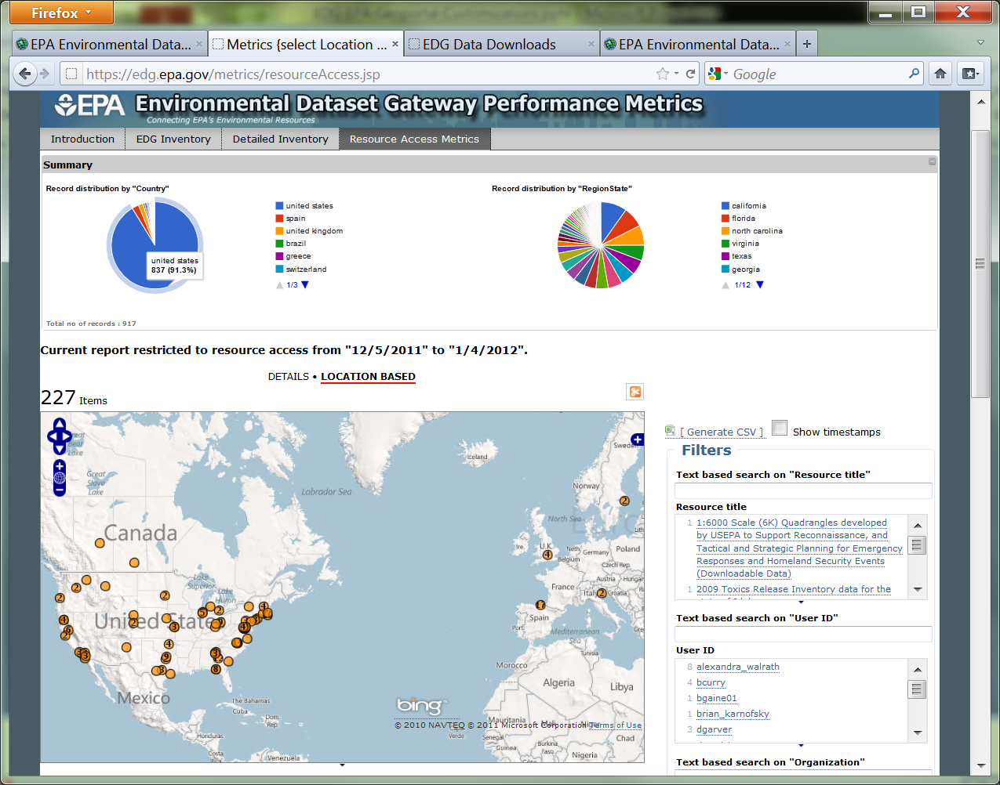 Firefox
EPA Environmental Data...
Metrics {select Location ...
EDG Data Downloads
EPA Environmental Data...
https://edg.epa.gov/metrics/resourceAccess.jsp
Google
EPA Environmental Dataset Gateway Performance Metrics
Connecting EPA's Environmental Resources
Introduction
EDG Inventory
Detailed Inventory
Resource Access Metrics
Summary
Record distribution by "Country"
united states
spain
united kingdom
brazil
greece
switzerland
1/3
united states
837 (91.3%)
Record distribution by "RegionState"
california
florida
north carolina
virginia
texas
georgia
1/12
Total no of records : 917
Current report restricted to resource access from "12/5/2011" to "1/4/2012".
DETAILS • LOCATION BASED
227 Items
Great
Bear
Lake
Great
Slave
Lake
Canada
Labrador Sea
Iceland
Sweden
Norway
North Sea
U.K.
Ire.
Neth
Germany
Poland
Belgium
Czech Rep.
Austria
Hungary
France
Italy
Croatia
Spain
Port.
Mediterranean
Sea
Tunisia
Morocco
Algeria
Libya
Mauritania
Mali
Niger
Chad
Senegal
Guinea
Burkina
Faso
Nigeria
Verde
Lake
Superior
Lake
Huron
United States
Mexico
The Bahamas
Cuba
Dom.
Rep.
Honduras
Costa
Rica
Venezuela
bing
© 2010 NAVTEQ © 2011 Microsoft Corporation Terms of Use
[ Generate CSV ]
Show timestamps
Filters
Text based search on "Resource title"
Resource title
1 1:6000 Scale (6K) Quadrangles developed
by USEPA to Support Reconnaissance, and
Tactical and Strategic Planning for Emergency
Responses and Homeland Security Events
(Downloadable Data)
1 2009 Toxics Release Inventory data for the
Text based search on "User ID"
User ID
8 alexandra_walrath
4 bcurry
1 bgaine01
1 brian_karnofsky
3 dgarver
Text based search on "Organization"